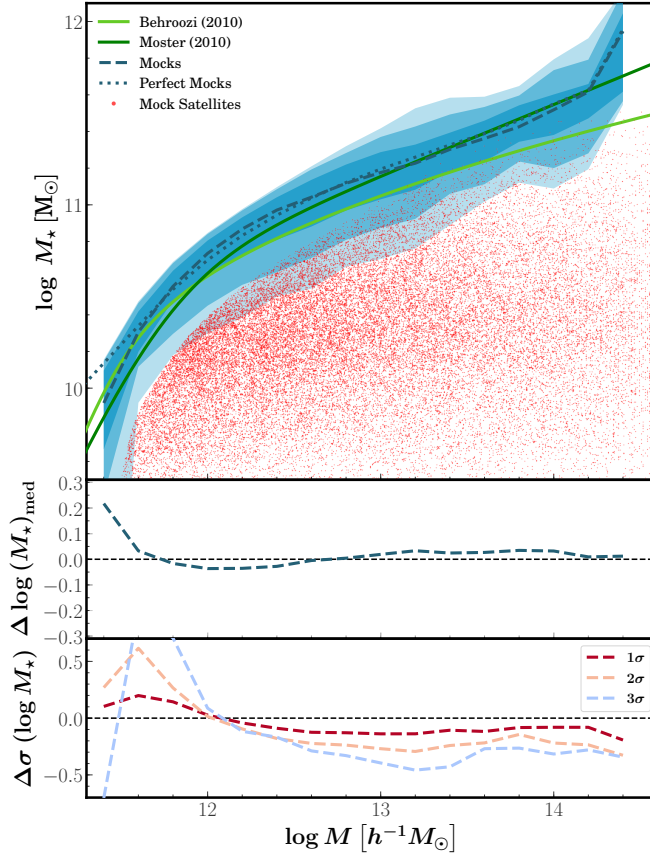 12
Behroozi (2010)
Moster (2010)
Mocks
Perfect Mocks
Mock Satellites
11
10
log M⋆ [M⊙]
0.3
0.2
0.1
0.0
−0.1
−0.2
−0.3
Δ log (M⋆)med
0.5
0.0
−0.5
Δσ (log M⋆)
1σ
2σ
3σ
12 13 14
log M [h⁻¹M⊙]